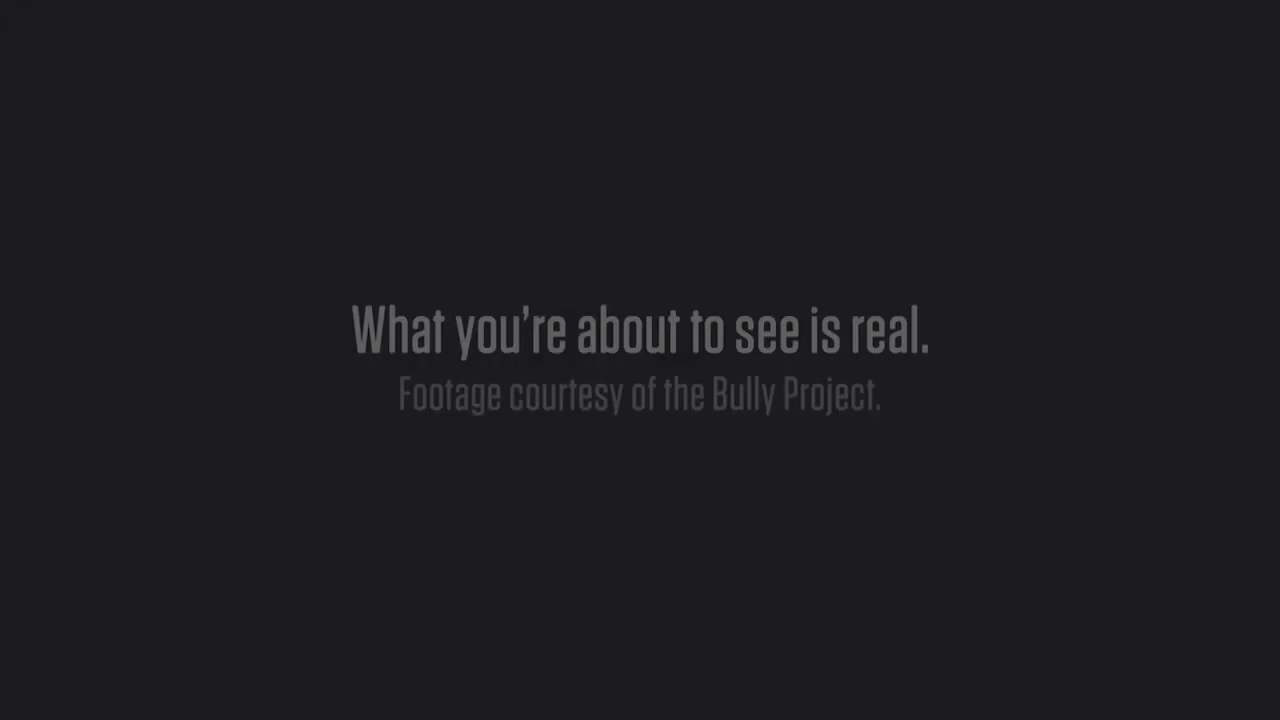 What you’re about to see is real.
Footage courtesy of the Bully Project.